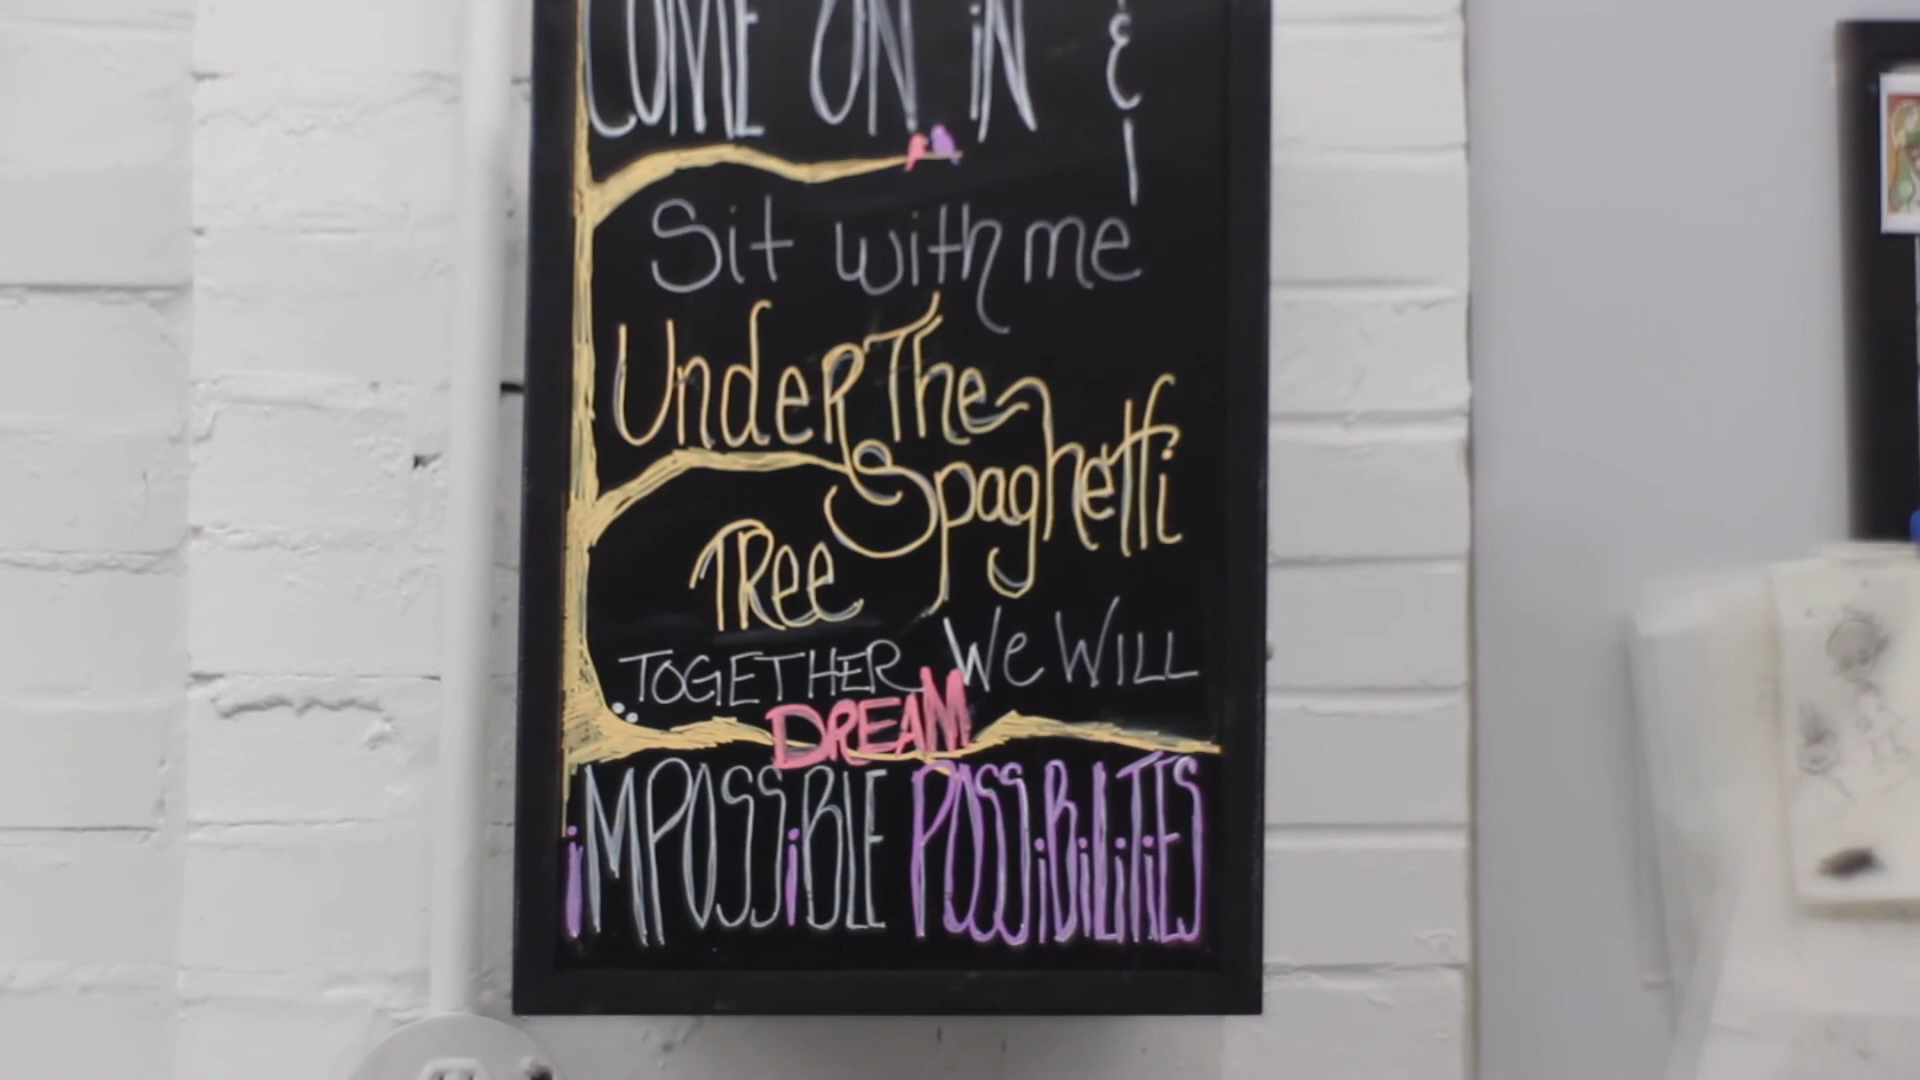 COME ON iN &
Sit with me
UndeR The
Spaghetti
TRee
TOGETHER We WILL
DREAM
iMPOSSiBLE POSSiBiLiTiES